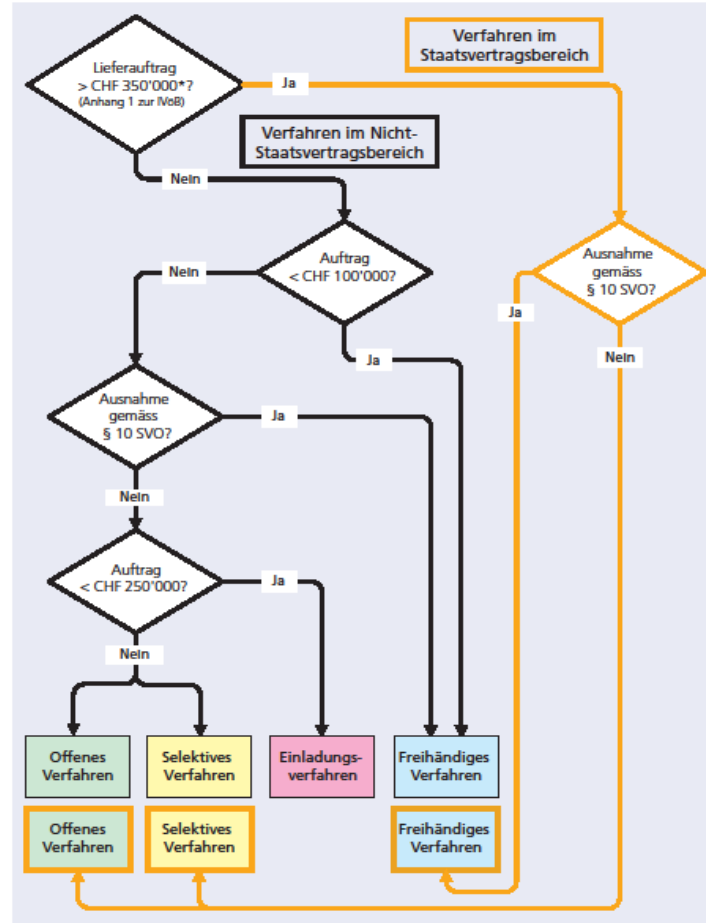 Verfahren im
Staatsvertragsbereich
Lieferauftrag
> CHF 350'000*?
(Anhang 1 zur IVöB)
Ja
Verfahren im Nicht-
Staatsvertragsbereich
Nein
Auftrag
< CHF 100'000?
Nein
Ausnahme
gemäss
§ 10 SVO?
Ja
Nein
Ja
Ausnahme
gemäss
§ 10 SVO?
Ja
Nein
Auftrag
< CHF 250'000?
Ja
Nein
Offenes
Verfahren
Selektives
Verfahren
Einladungs-
verfahren
Freihändiges
Verfahren
Offenes
Verfahren
Selektives
Verfahren
Freihändiges
Verfahren